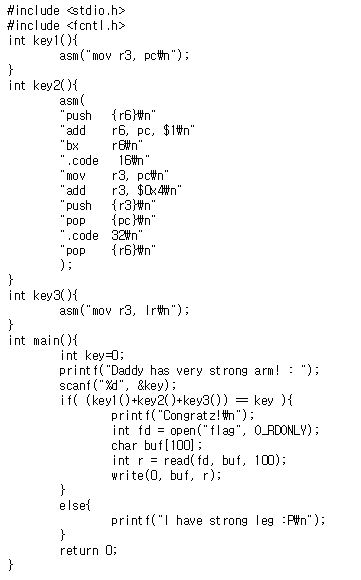 #include <stdio.h>
#include <fcntl.h>
int key1(){
        asm("mov r3, pc₩n");
}
int key2(){
        asm(
        "push   {r6}₩n"
        "add    r6, pc, $1₩n"
        "bx     r6₩n"
        ".code   16₩n"
        "mov    r3, pc₩n"
        "add    r3, $0x4₩n"
        "push   {r3}₩n"
        "pop    {pc}₩n"
        ".code  32₩n"
        "pop    {r6}₩n"
        );
}
int key3(){
        asm("mov r3, lr₩n");
}
int main(){
        int key=0;
        printf("Daddy has very strong arm! : ");
        scanf("%d", &key);
        if( (key1()+key2()+key3()) == key ){
                printf("Congratz!₩n");
                int fd = open("flag", O_RDONLY);
                char buf[100];
                int r = read(fd, buf, 100);
                write(0, buf, r);
        }
        else{
                printf("I have strong leg :P₩n");
        }
        return 0;
}